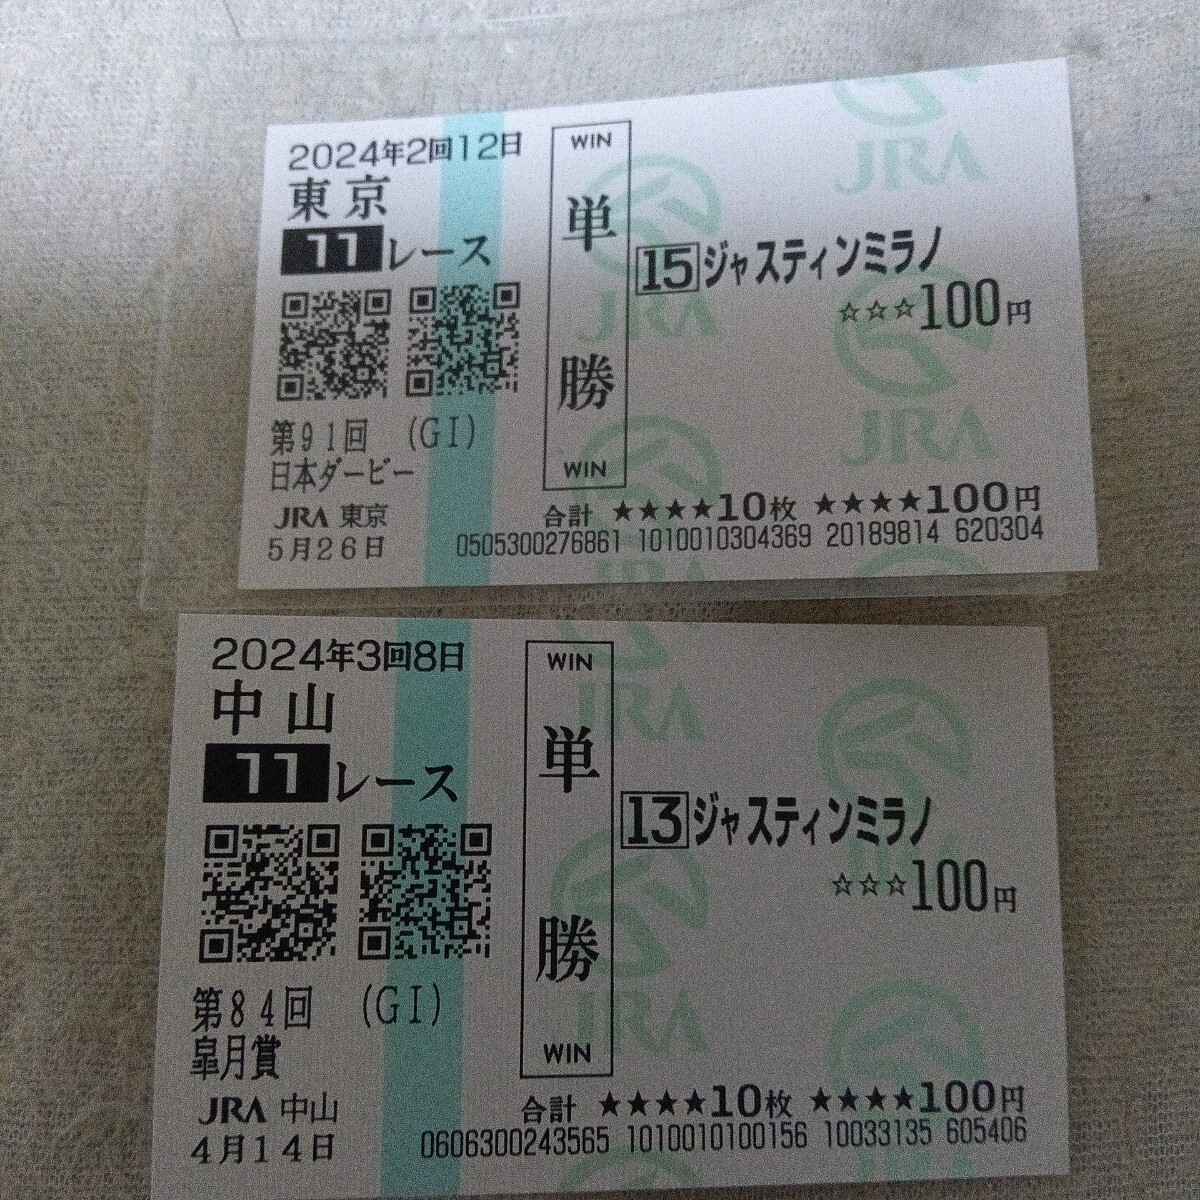 2024年2回12日
東京
11レース
第91回 (GI)
日本ダービー
JRA 東京
5月26日
WIN
単勝
WIN
15ジャスティンミラノ
☆☆☆100円
合計 ★★★★10枚 ★★★★100円
0505300276861 1010010304369 20189814 620304
JRA
JRA
JRA
JRA
2024年3回8日
中山
11レース
第84回 (GI)
皐月賞
JRA 中山
4月14日
WIN
単勝
WIN
13ジャスティンミラノ
☆☆☆100円
合計 ★★★★10枚 ★★★★100円
0606300243565 1010010100156 10033135 605406
JRA
JRA
JRA
JRA